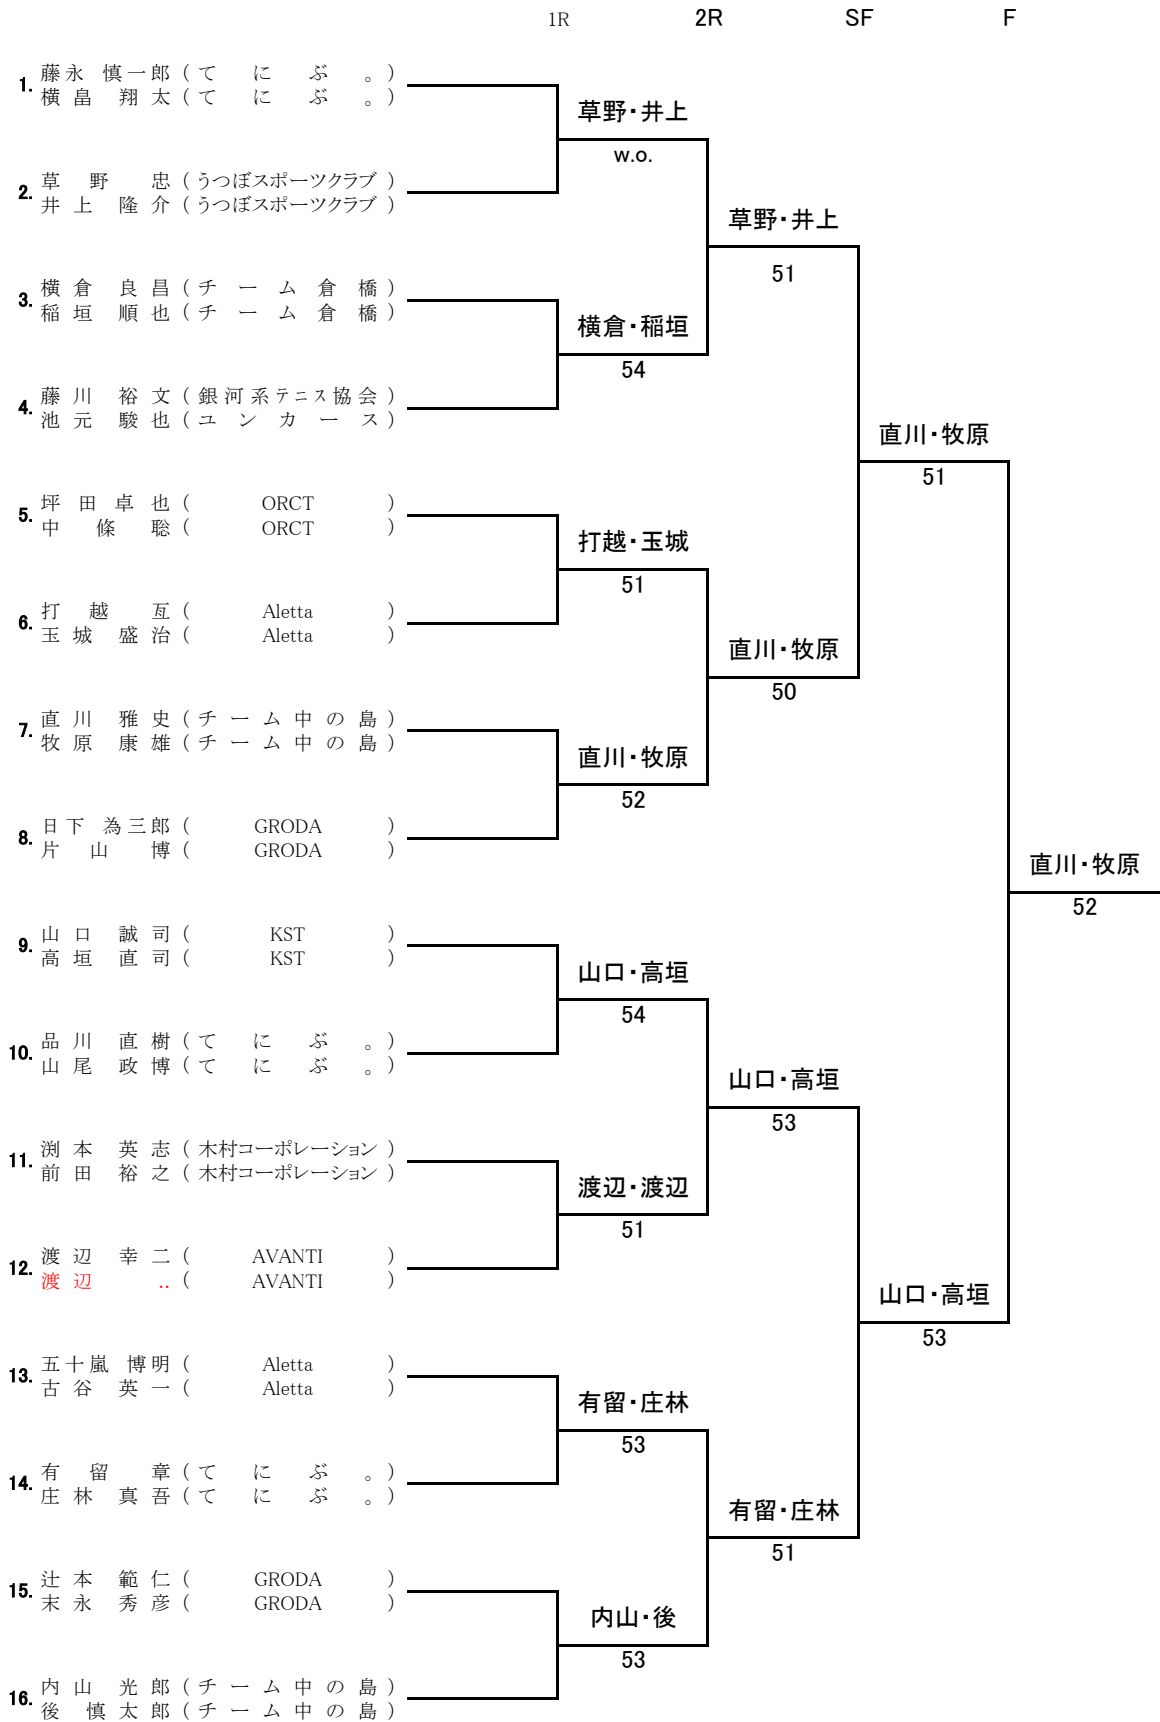 1R 2R SF F
1. 藤永 慎一郎 ( て に ぶ 。 )
横畠 翔太 ( て に ぶ 。 )
草野・井上
w.o.
2. 草野 忠 ( うつぼスポーツクラブ )
井上 隆介 ( うつぼスポーツクラブ )
草野・井上
51
3. 横倉 良昌 ( チーム倉橋 )
稲垣 順也 ( チーム倉橋 )
横倉・稲垣
54
4. 藤川 裕文 ( 銀河系テニス協会 )
池元 駿也 ( ユンカース )
直川・牧原
51
5. 坪田 卓也 ( ORCT )
中條 聡 ( ORCT )
打越・玉城
51
6. 打越 亙 ( Aletta )
玉城 盛治 ( Aletta )
直川・牧原
50
7. 直川 雅史 ( チーム中の島 )
牧原 康雄 ( チーム中の島 )
直川・牧原
52
8. 日下 為三郎 ( GRODA )
片山 博 ( GRODA )
直川・牧原
52
9. 山口 誠司 ( KST )
高垣 直司 ( KST )
山口・高垣
54
10. 品川 直樹 ( て に ぶ 。 )
山尾 政博 ( て に ぶ 。 )
山口・高垣
53
11. 渕本 英志 ( 木村コーポレーション )
前田 裕之 ( 木村コーポレーション )
渡辺・渡辺
51
12. 渡辺 幸二 ( AVANTI )
渡辺 .. ( AVANTI )
山口・高垣
53
13. 五十嵐 博明 ( Aletta )
古谷 英一 ( Aletta )
有留・庄林
53
14. 有留 章 ( て に ぶ 。 )
庄林 真吾 ( て に ぶ 。 )
有留・庄林
51
15. 辻本 範仁 ( GRODA )
末永 秀彦 ( GRODA )
内山・後
53
16. 内山 光郎 ( チーム中の島 )
後 慎太郎 ( チーム中の島 )